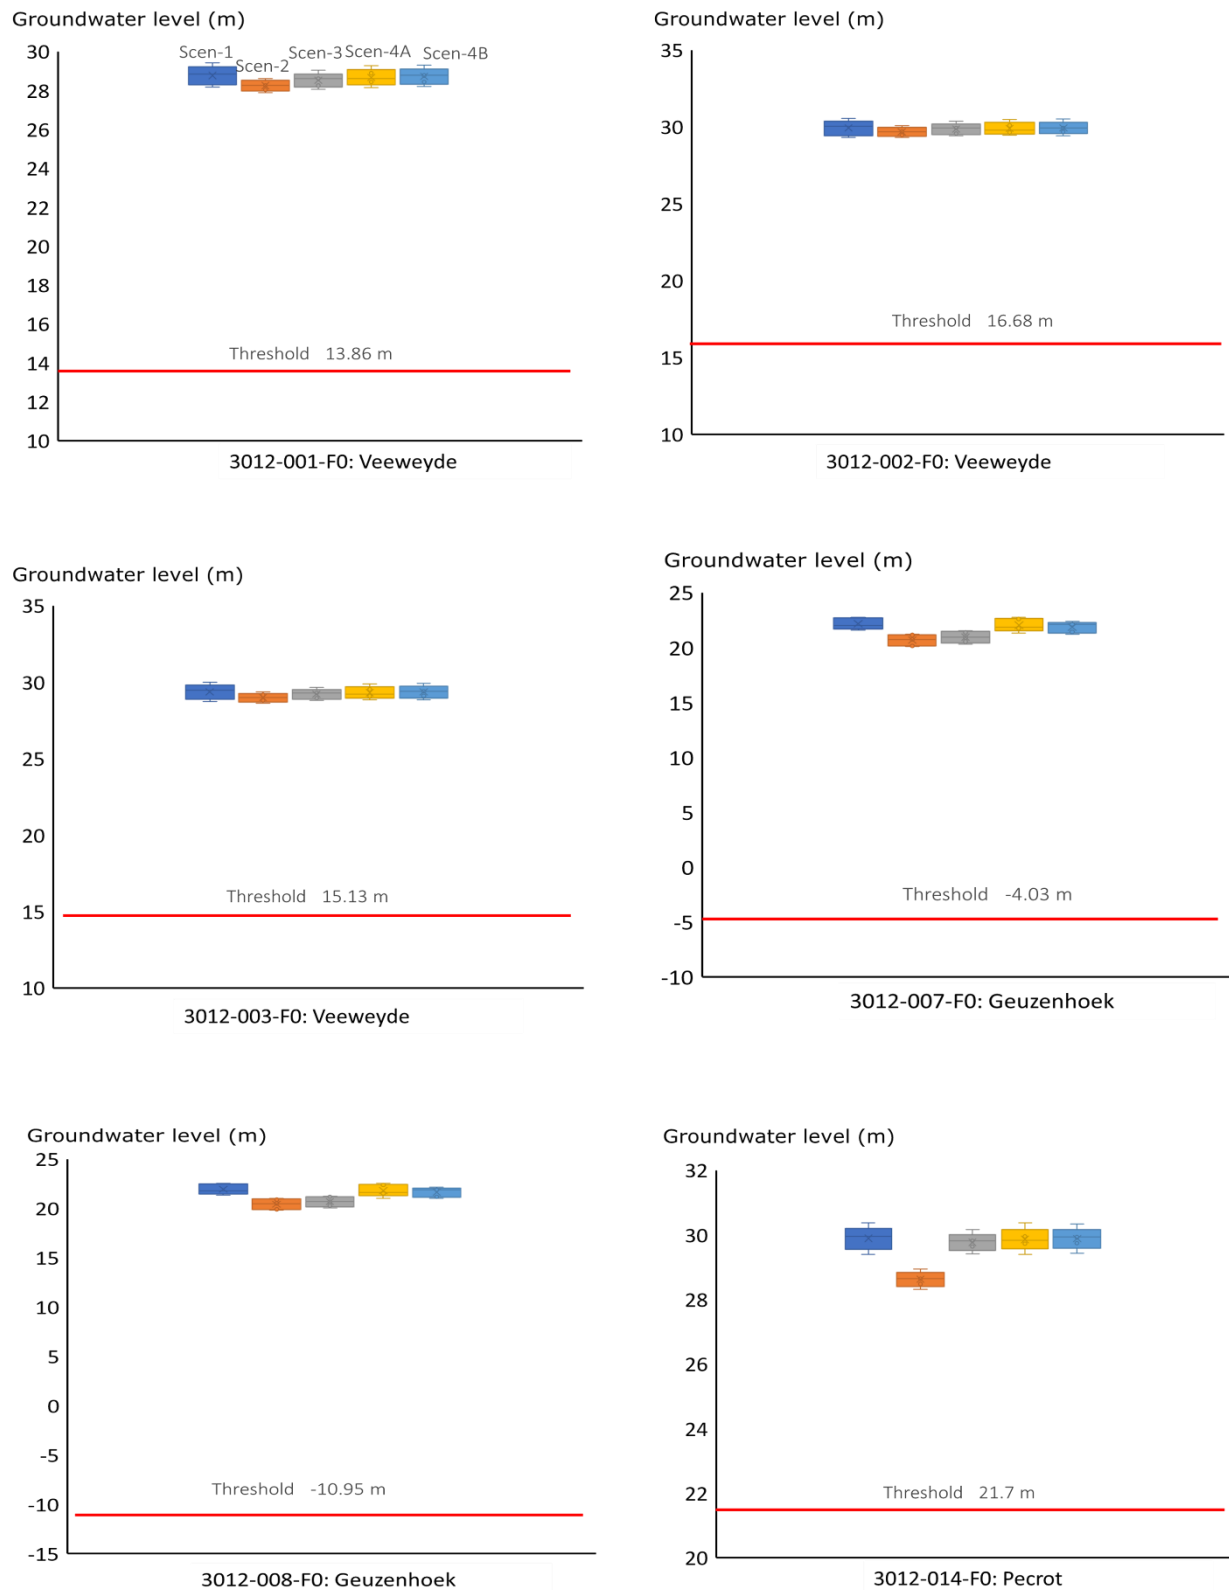 Groundwater level (m)
30
28
26
24
22
20
18
16
14
12
10
Scen-1
Scen-2
Scen-3
Scen-4A
Scen-4B
Threshold 13.86 m
3012-001-F0: Veeweyde
Groundwater level (m)
35
30
25
20
15
10
Threshold 16.68 m
3012-002-F0: Veeweyde
Groundwater level (m)
35
30
25
20
15
10
Threshold 15.13 m
3012-003-F0: Veeweyde
Groundwater level (m)
25
20
15
10
5
0
-5
-10
Threshold -4.03 m
3012-007-F0: Geuzenhoek
Groundwater level (m)
25
20
15
10
5
0
-5
-10
-15
Threshold -10.95 m
3012-008-F0: Geuzenhoek
Groundwater level (m)
32
30
28
26
24
22
20
Threshold 21.7 m
3012-014-F0: Pecrot